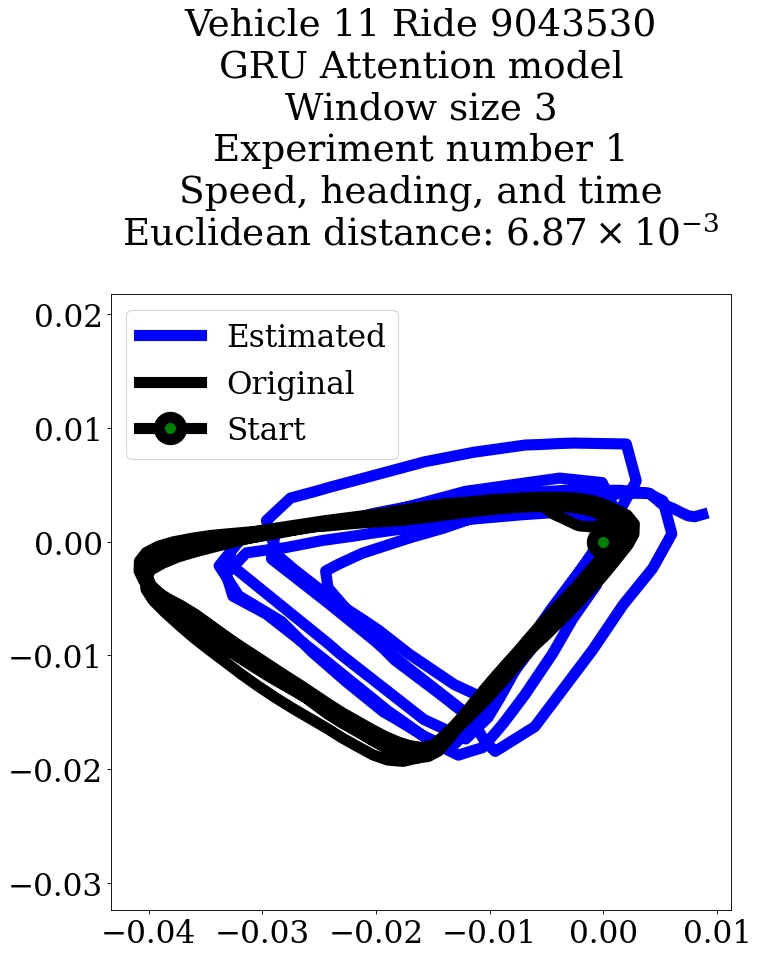 Vehicle 11 Ride 9043530
GRU Attention model
Window size 3
Experiment number 1
Speed, heading, and time
Euclidean distance: 6.87 × 10⁻³
0.02
0.01
0.00
−0.01
−0.02
−0.03
Estimated
Original
Start
−0.04 −0.03 −0.02 −0.01 0.00 0.01